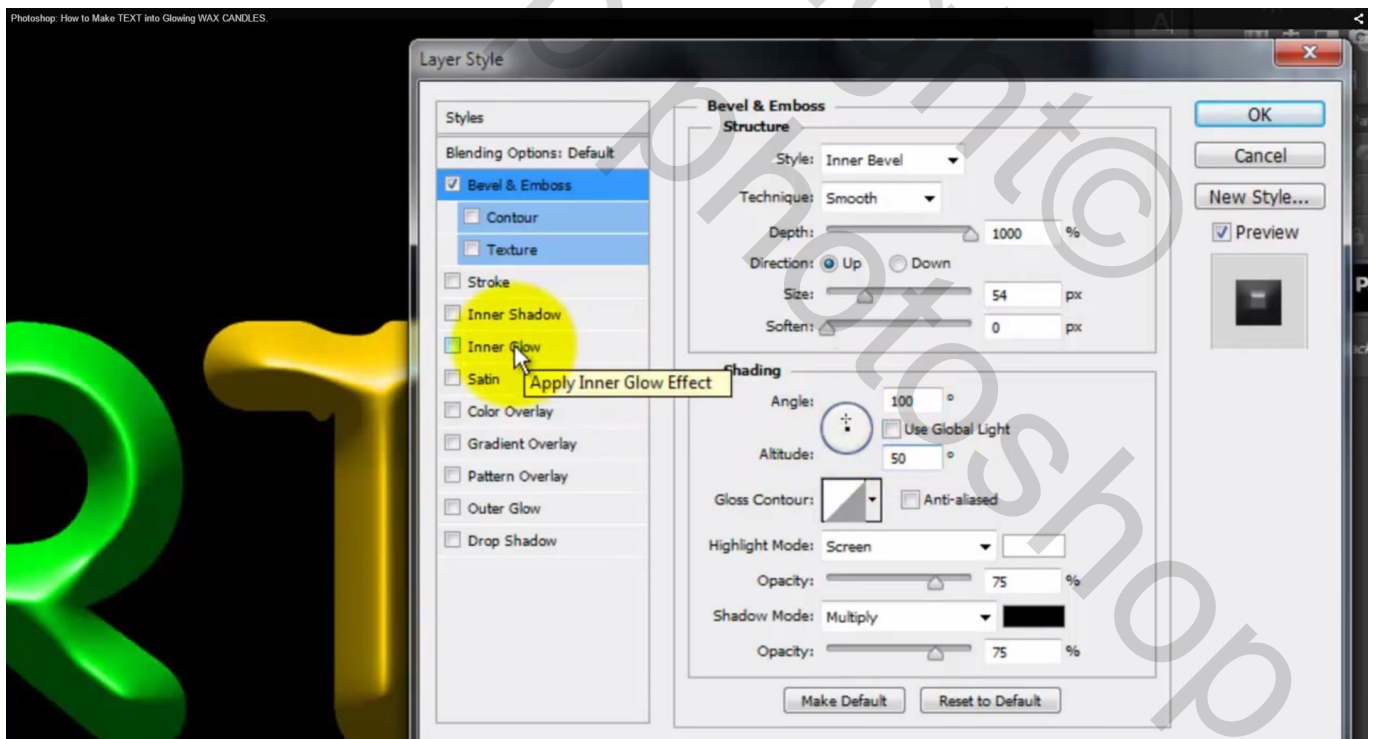 Photoshop: How to Make TEXT into Glowing WAX CANDLES.
Layer Style
Styles
Blending Options: Default
Bevel & Emboss
Contour
Texture
Stroke
Inner Shadow
Inner Glow
Satin
Apply Inner Glow Effect
Color Overlay
Gradient Overlay
Pattern Overlay
Outer Glow
Drop Shadow
Bevel & Emboss
Structure
Style: Inner Bevel
Technique: Smooth
Depth: 1000 %
Direction: Up Down
Size: 54 px
Soften: 0 px
Shading
Angle: 100 °
Use Global Light
Altitude: 50 °
Gloss Contour: Anti-aliased
Highlight Mode: Screen
Opacity: 75 %
Shadow Mode: Multiply
Opacity: 75 %
Make Default Reset to Default
OK
Cancel
New Style...
Preview
RT
photoshop